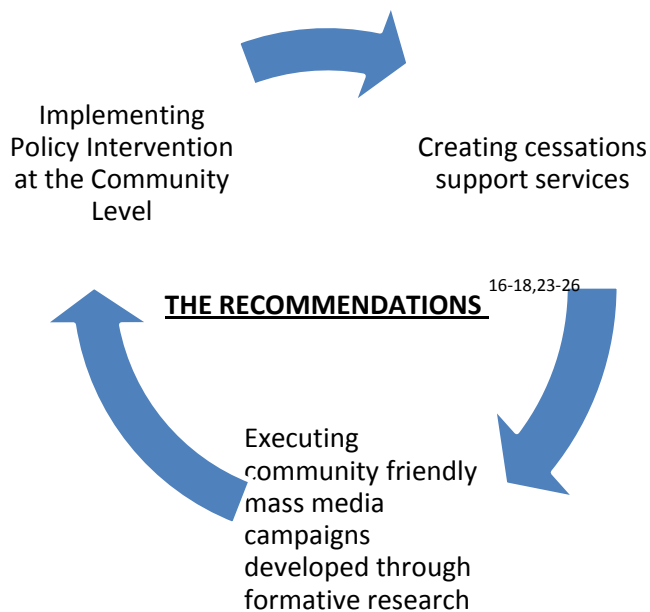 Implementing
Policy Intervention
at the Community
Level
Creating cessations
support services
THE RECOMMENDATIONS 16-18,23-26
Executing
community friendly
mass media
campaigns
developed through
formative research